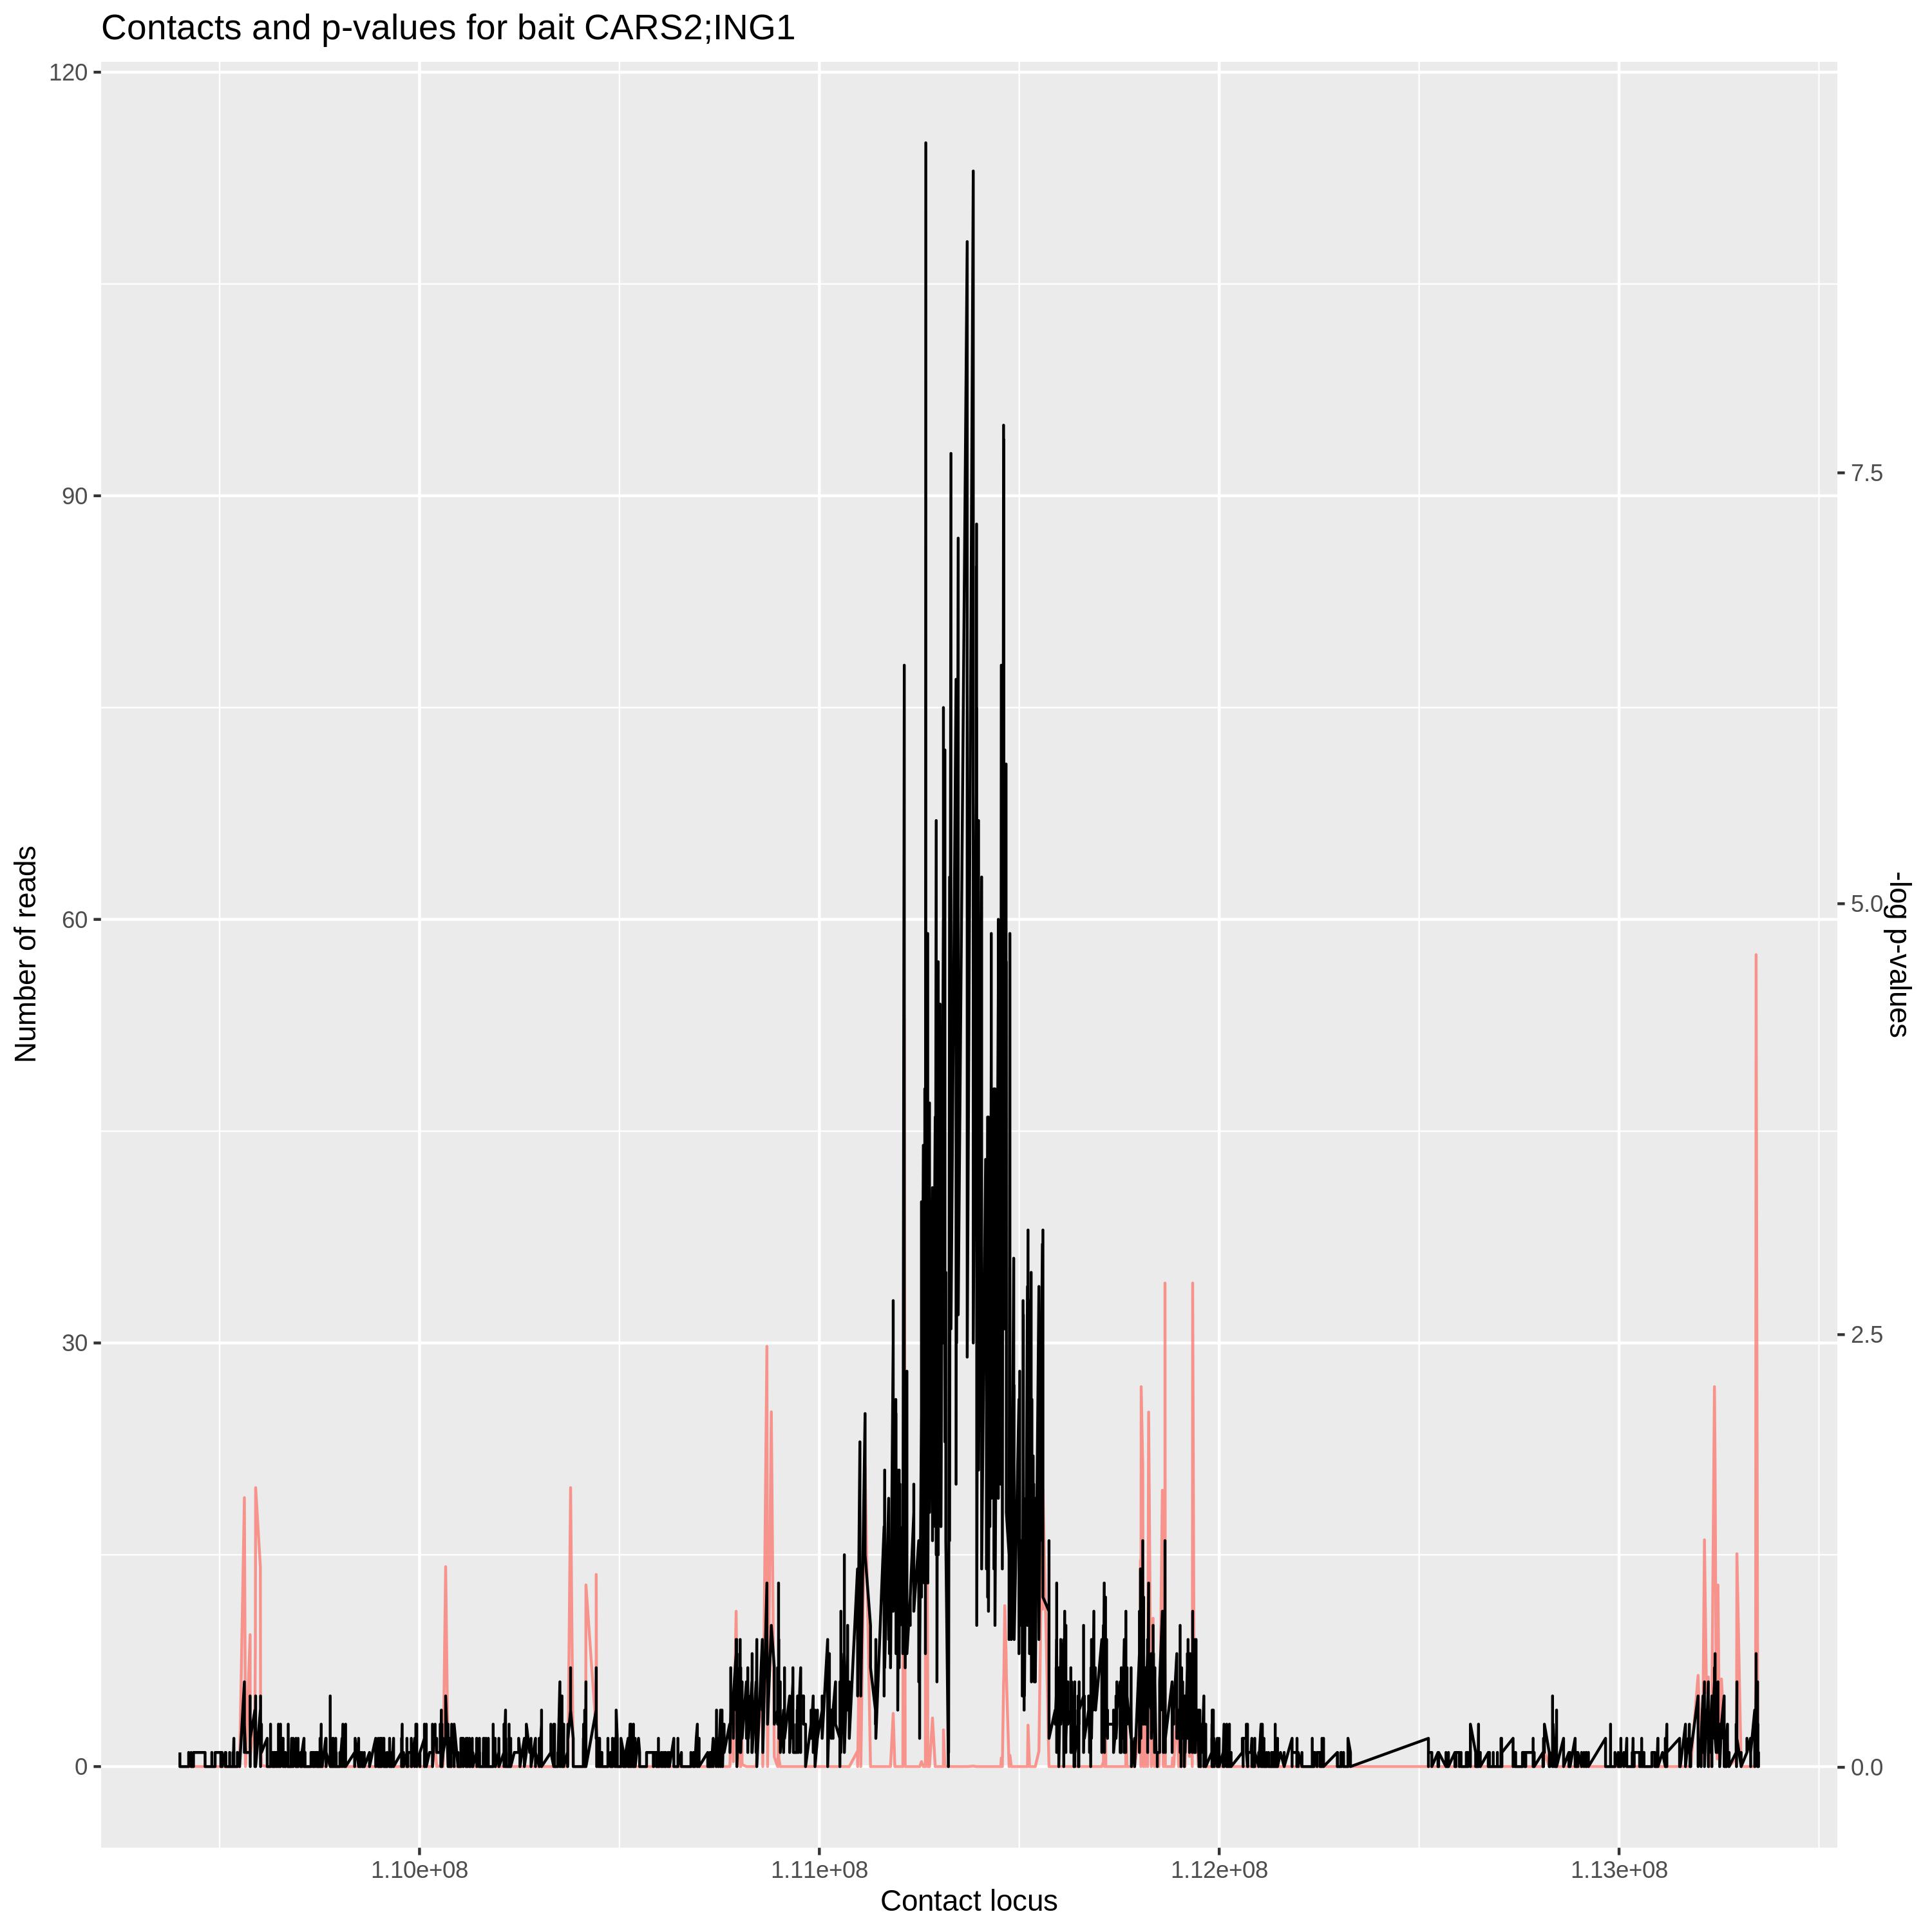 Contacts and p-values for bait CARS2;ING1
120
90
60
30
0
Number of reads
7.5
5.0
2.5
0.0
-log p-values
1.10e+08
1.11e+08
1.12e+08
1.13e+08
Contact locus